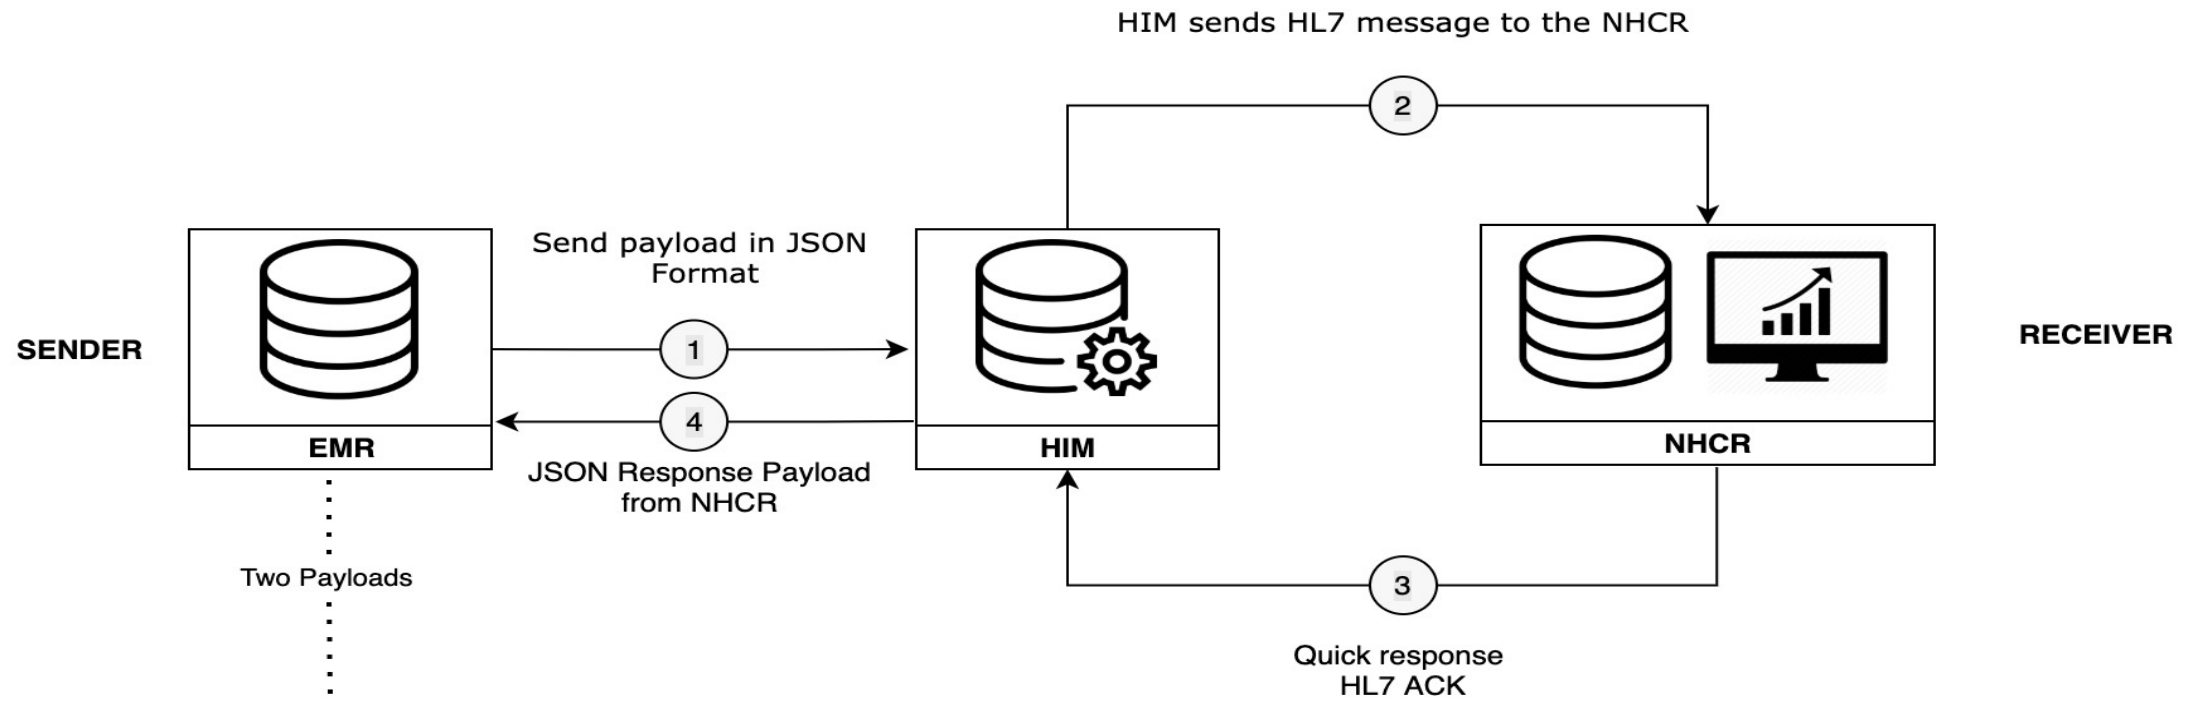 HIM sends HL7 message to the NHCR
2
Send payload in JSON
Format
SENDER
1
RECEIVER
4
EMR
HIM
NHCR
JSON Response Payload
from NHCR
Two Payloads
3
Quick response
HL7 ACK